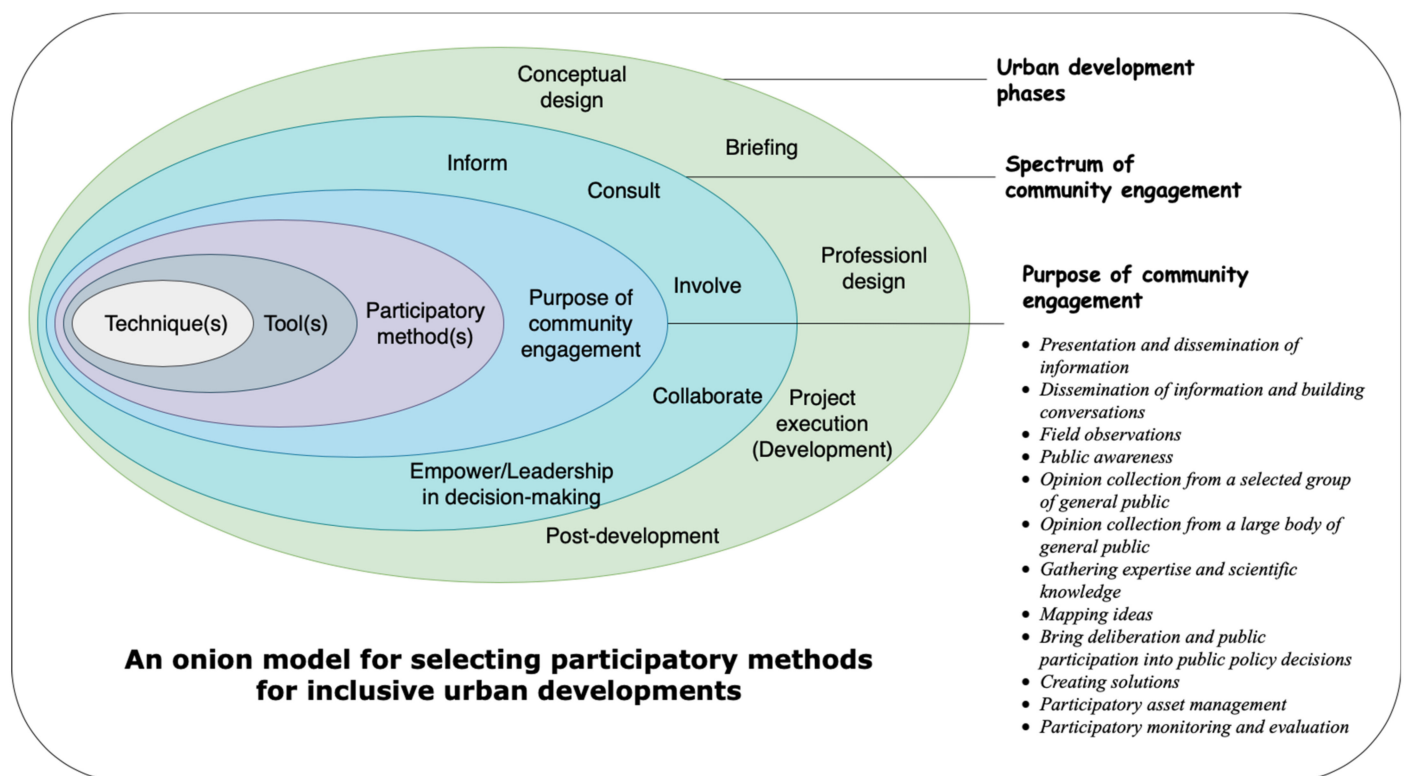 Conceptual
design
Briefing
Professionl
design
Project
execution
(Development)
Post-development
Inform
Consult
Involve
Collaborate
Empower/Leadership
in decision-making
Purpose of
community
engagement
Participatory
method(s)
Tool(s)
Technique(s)
Urban development
phases
Spectrum of
community engagement
Purpose of community
engagement
• Presentation and dissemination of
information
• Dissemination of information and building
conversations
• Field observations
• Public awareness
• Opinion collection from a selected group
of general public
• Opinion collection from a large body of
general public
• Gathering expertise and scientific
knowledge
• Mapping ideas
• Bring deliberation and public
participation into public policy decisions
• Creating solutions
• Participatory asset management
• Participatory monitoring and evaluation
An onion model for selecting participatory methods
for inclusive urban developments